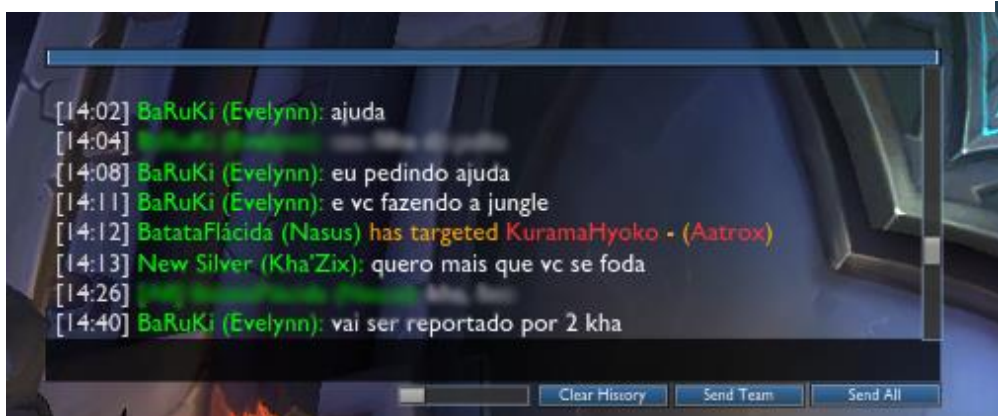 [14:02] BaRuKi (Evelynn): ajuda
[14:04]
[14:08] BaRuKi (Evelynn): eu pedindo ajuda
[14:11] BaRuKi (Evelynn): e vc fazendo a jungle
[14:12] BatataFlácida (Nasus) has targeted KuramaHyoko - (Aatrox)
[14:13] New Silver (Kha'Zix): quero mais que vc se foda
[14:26]
[14:40] BaRuKi (Evelynn): vai ser reportado por 2 kha
Clear History Send Team Send All